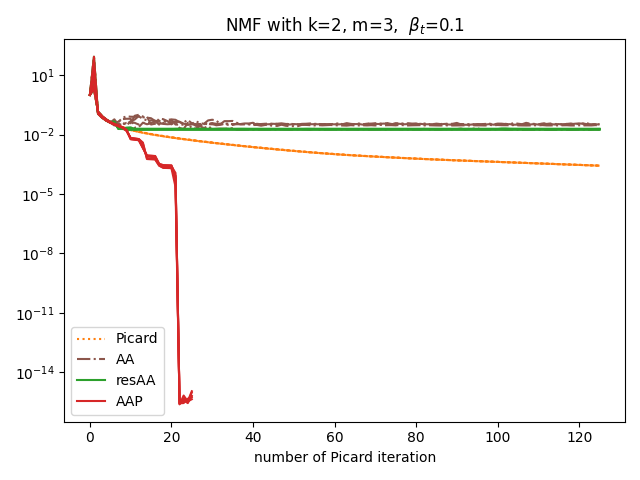 NMF with k=2, m=3, $\beta_t$=0.1
$10^{1}$
$10^{-2}$
$10^{-5}$
$10^{-8}$
$10^{-11}$
$10^{-14}$
Picard
AA
resAA
AAP
0 20 40 60 80 100 120
number of Picard iteration